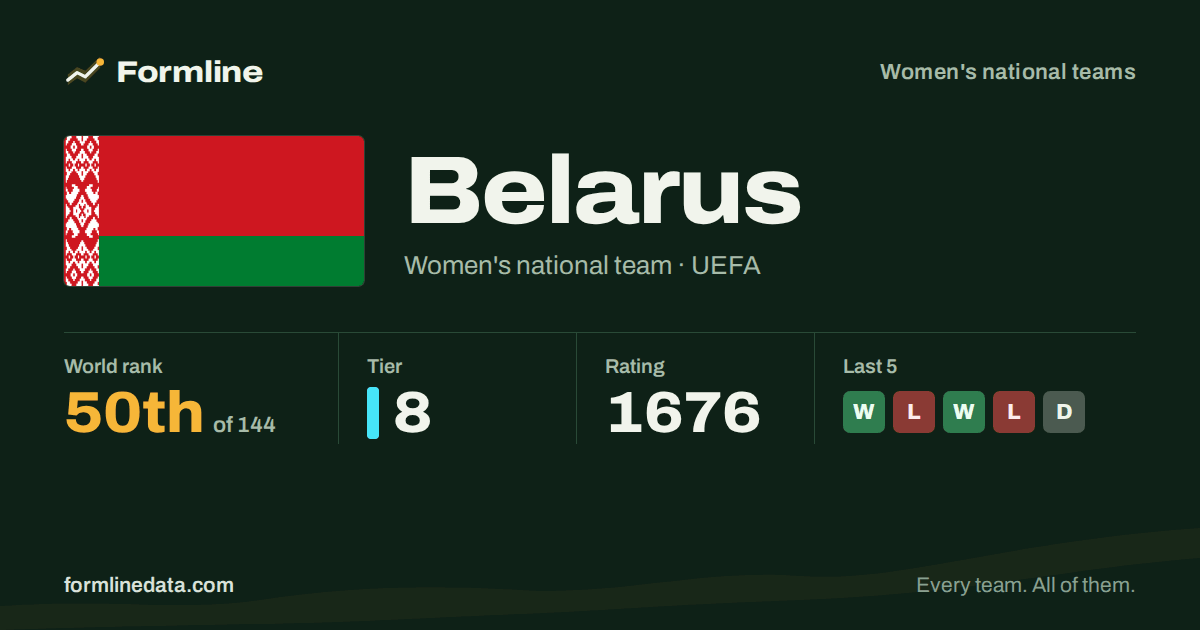 Formline
Women's national teams
Belarus
Women's national team · UEFA
World rank
50th of 144
Tier
8
Rating
1676
Last 5
W L W L D
formlinedata.com
Every team. All of them.